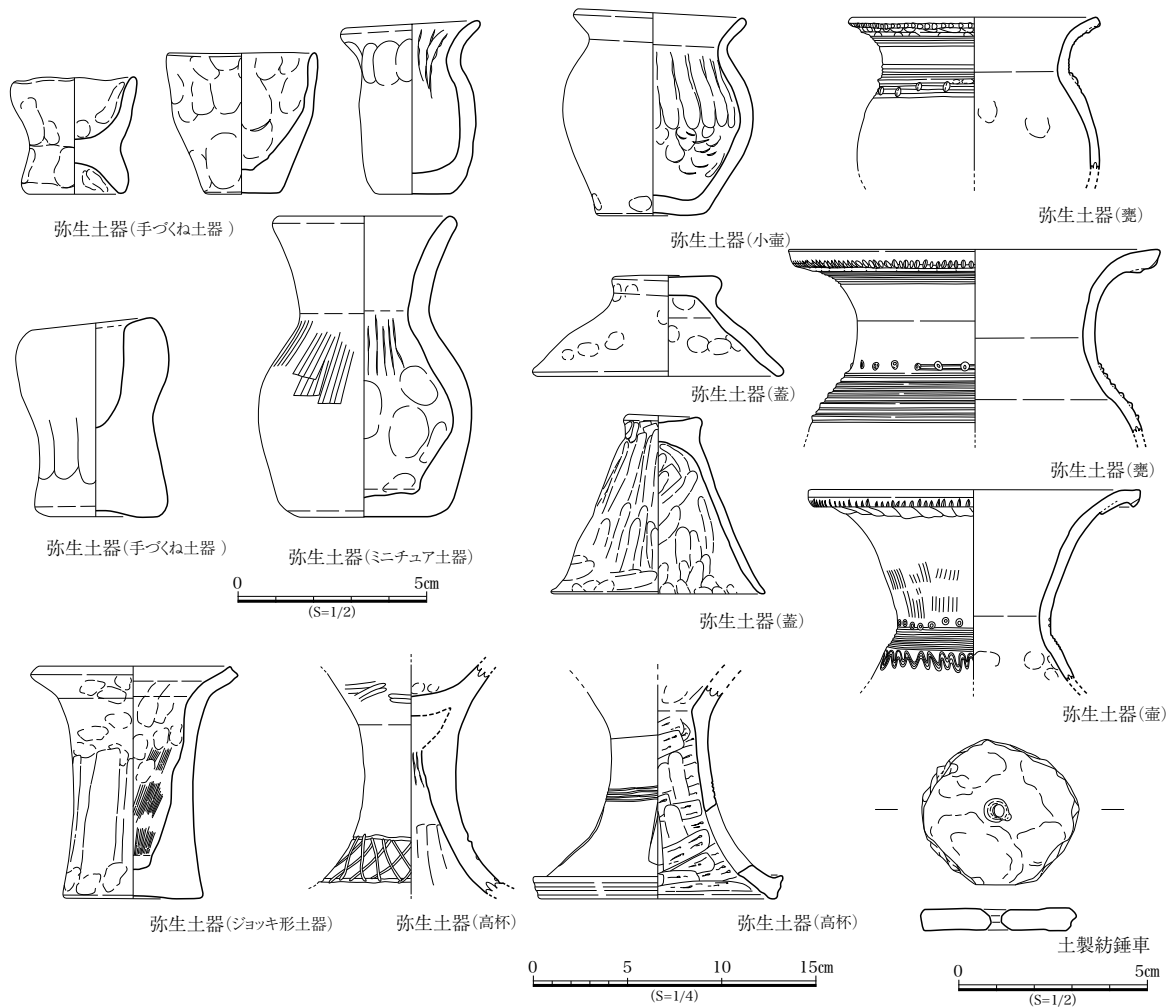 弥生土器(手づくね土器 )
弥生土器(小壷)
弥生土器(甕)
弥生土器(蓋)
弥生土器(甕)
弥生土器(手づくね土器 )
弥生土器(ミニチュア土器)
0 5㎝
(S=1/2)
弥生土器(蓋)
弥生土器(壷)
弥生土器(ジョッキ形土器)
弥生土器(高杯)
弥生土器(高杯)
土製紡錘車
0 5 10 15㎝
(S=1/4)
0 5㎝
(S=1/2)